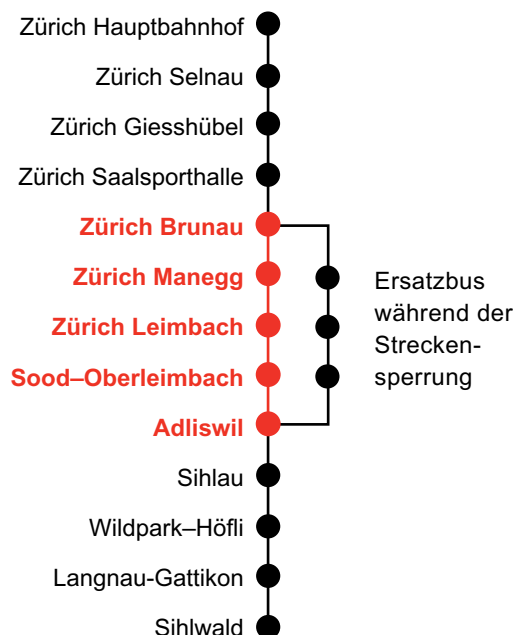 Zürich Hauptbahnhof
Zürich Selnau
Zürich Giesshübel
Zürich Saalsporthalle
Zürich Brunau
Zürich Manegg
Zürich Leimbach
Sood–Oberleimbach
Adliswil
Sihlau
Wildpark–Höfli
Langnau-Gattikon
Sihlwald
Ersatzbus
während der
Strecken-
sperrung